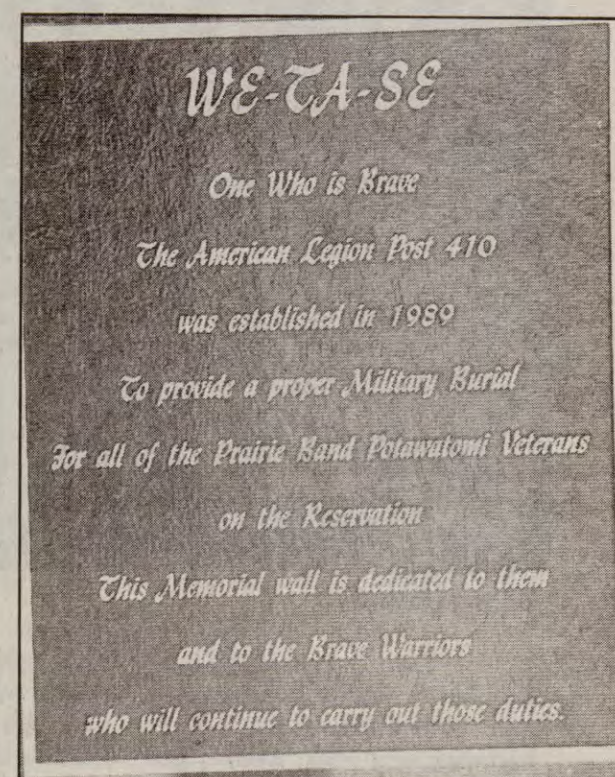 WE-TA-SE
One Who is Brave
The American Legion Post 410
was established in 1989
To provide a proper Military Burial
For all of the Prairie Band Potawatomi Veterans
on the Reservation
This Memorial wall is dedicated to them
and to the Brave Warriors
who will continue to carry out those duties.